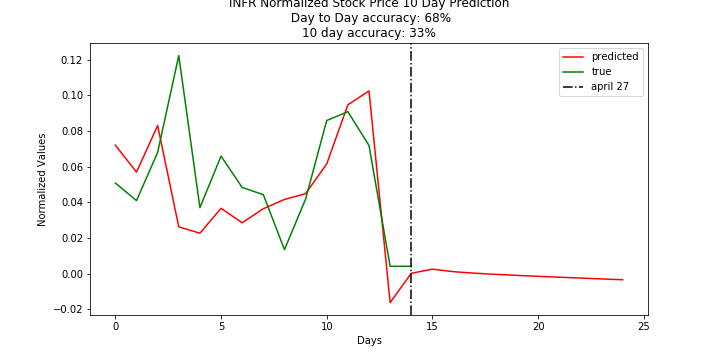 INFR Normalized Stock Price 10 Day Prediction
Day to Day accuracy: 68%
10 day accuracy: 33%
predicted
true
april 27
0.12
0.10
0.08
0.06
0.04
0.02
0.00
−0.02
Normalized Values
0 5 10 15 20 25
Days